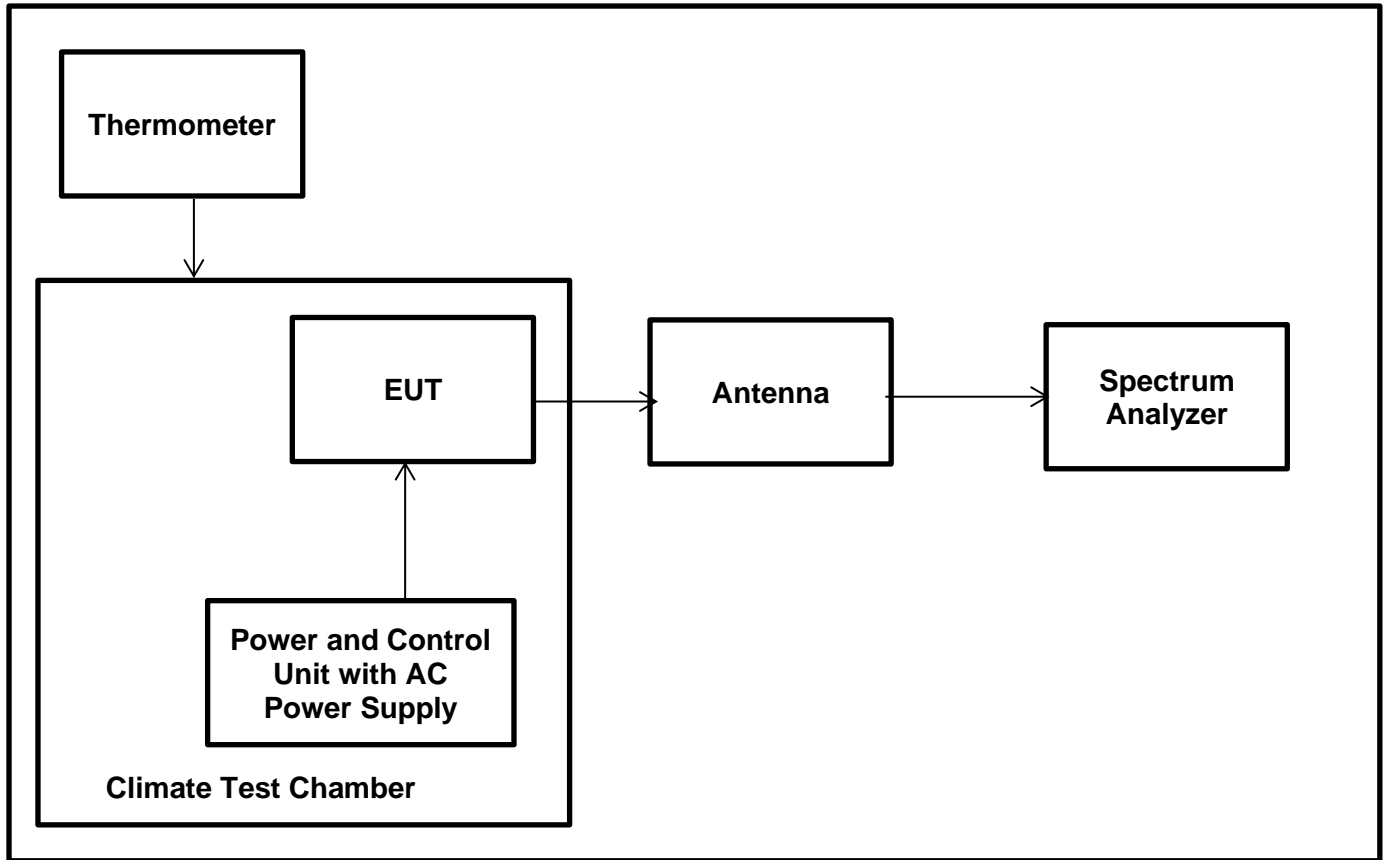 Thermometer
EUT
Antenna
Spectrum
Analyzer
Power and Control
Unit with AC
Power Supply
Climate Test Chamber